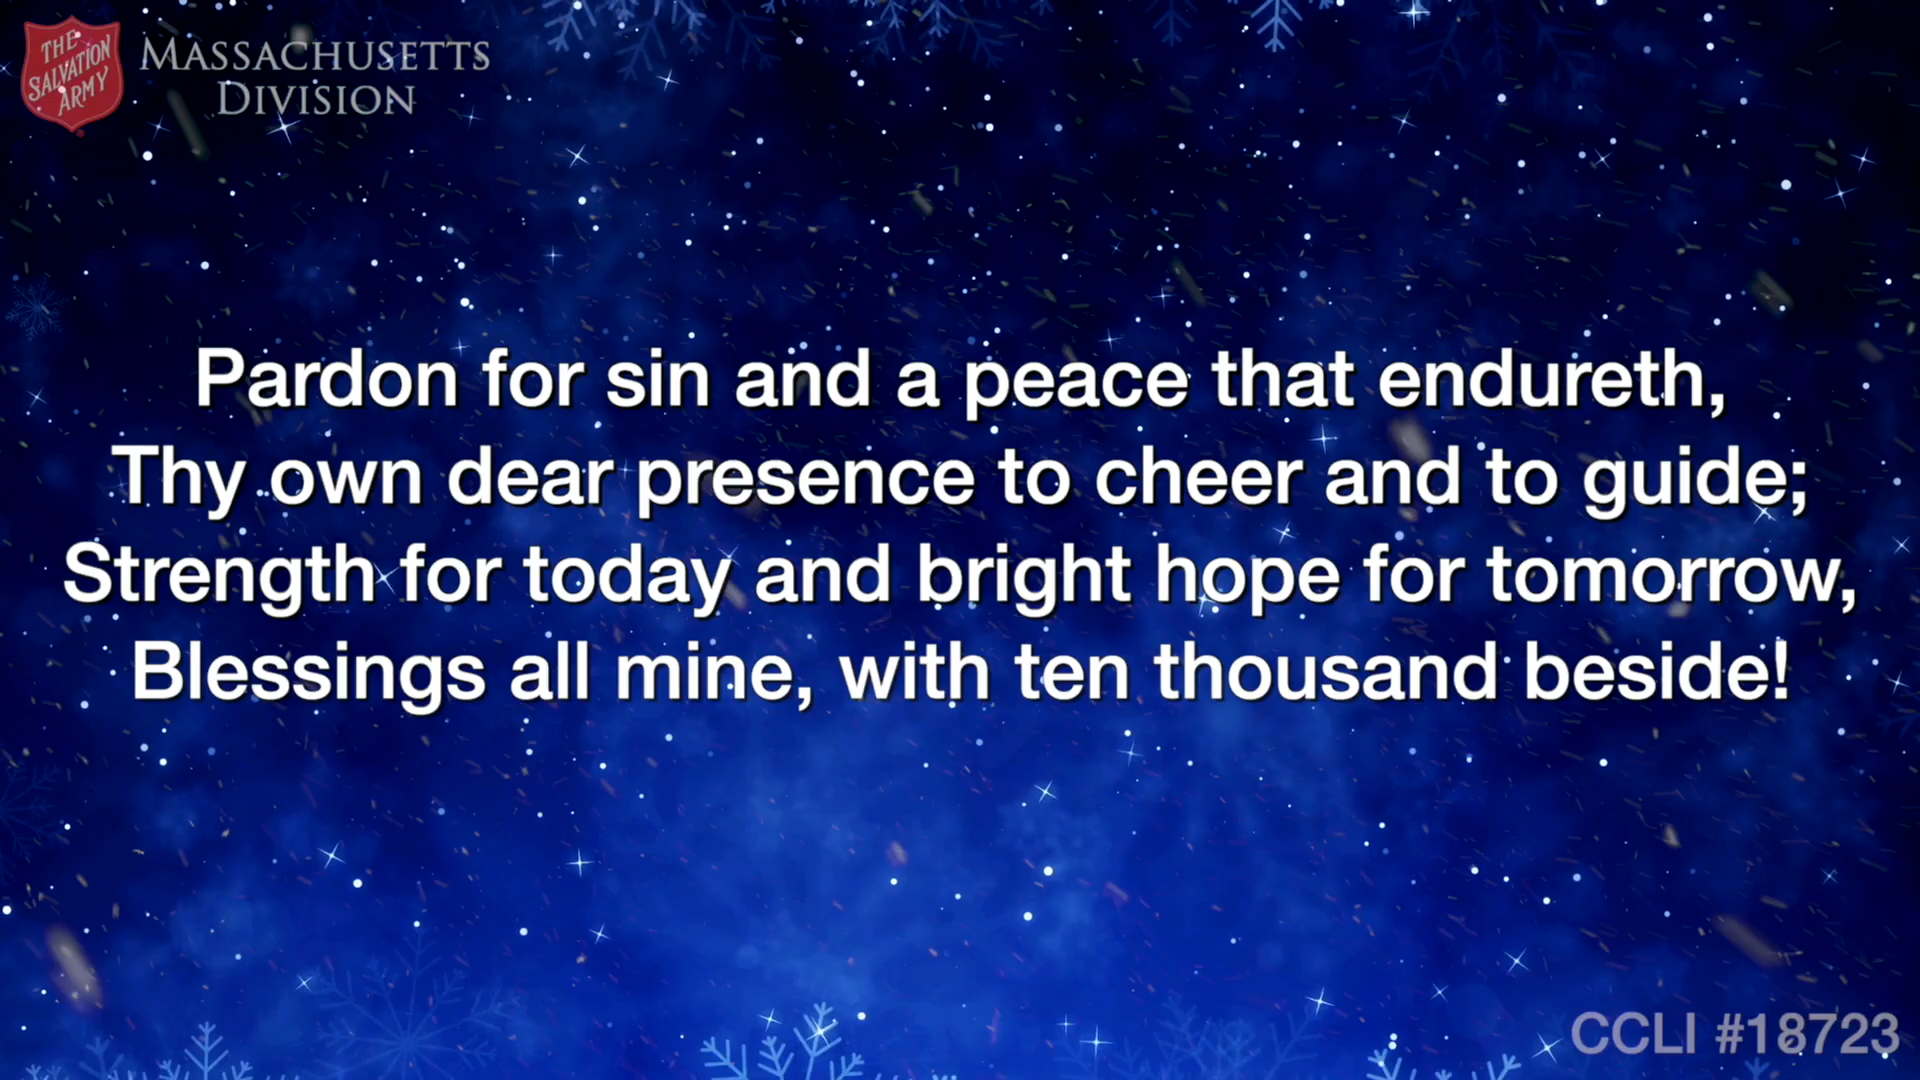 THE
SALVATION
ARMY
MASSACHUSETTS
DIVISION
Pardon for sin and a peace that endureth,
Thy own dear presence to cheer and to guide;
Strength for today and bright hope for tomorrow,
Blessings all mine, with ten thousand beside!
CCLI #18723